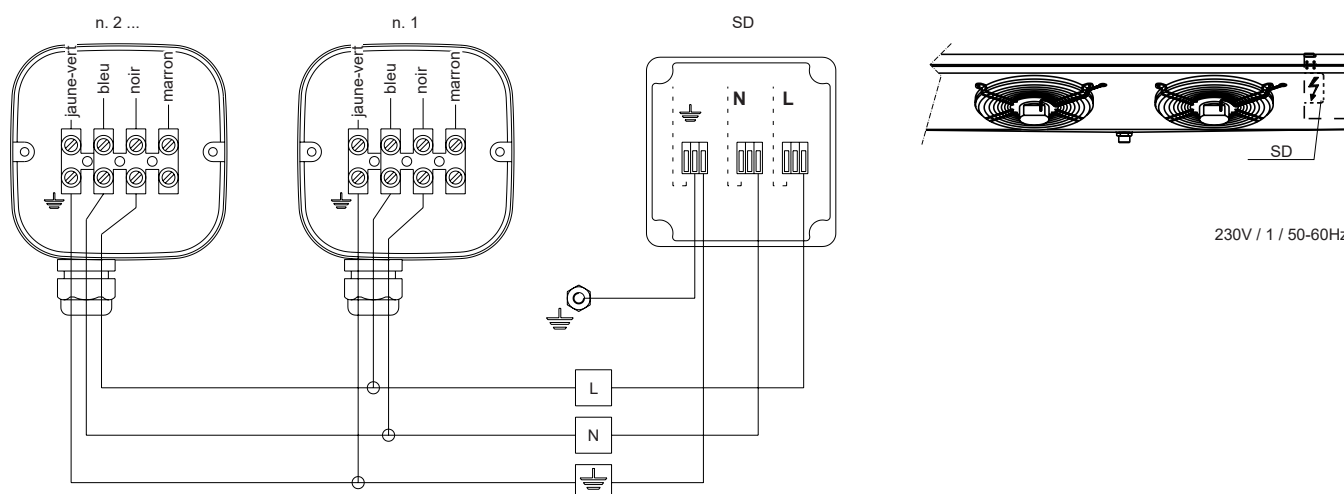 n. 2 ...
n. 1
SD
jaune-vert
bleu
noir
marron
jaune-vert
bleu
noir
marron
N
L
SD
230V / 1 / 50-60Hz
L
N